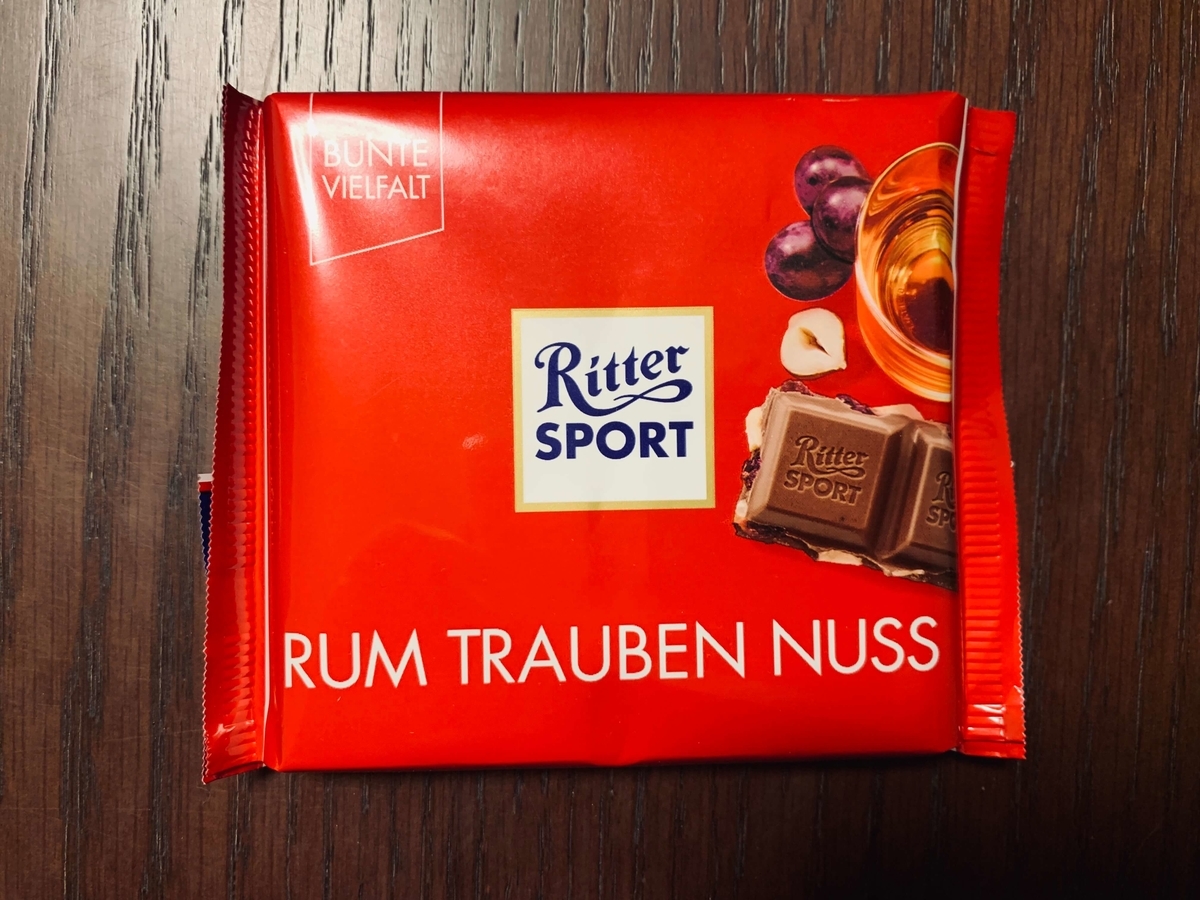 BUNTE
VIELFALT
Ritter
SPORT
Ritter
SPORT
RUM TRAUBEN NUSS